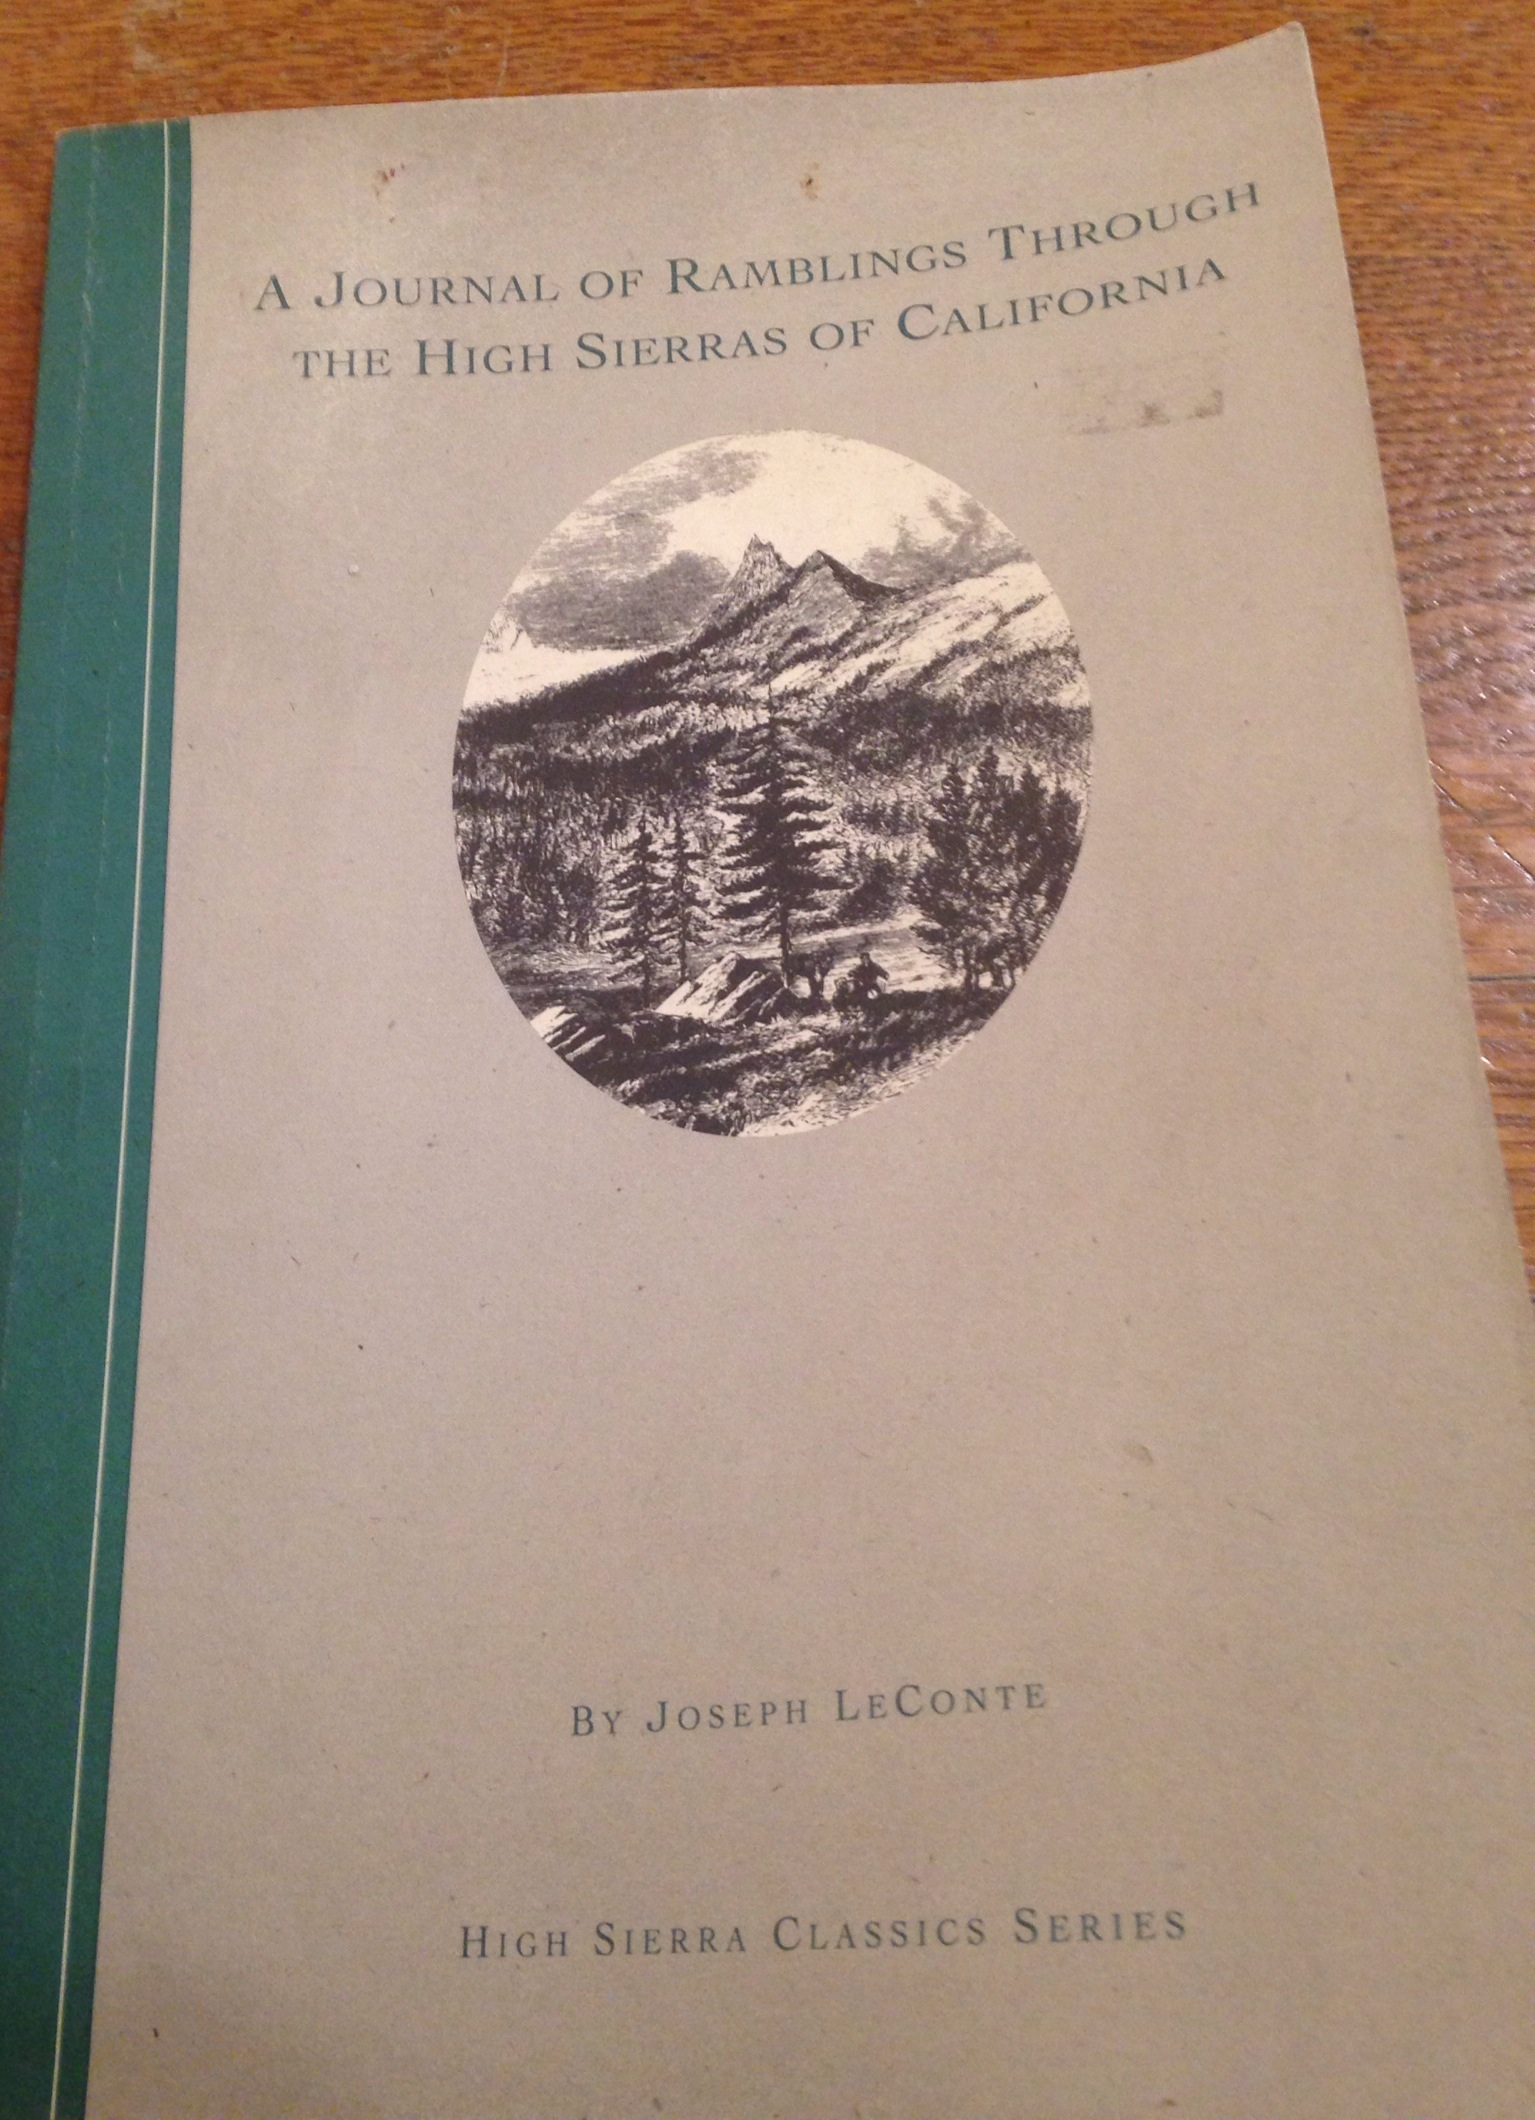 A JOURNAL OF RAMBLINGS THROUGH
THE HIGH SIERRAS OF CALIFORNIA
BY JOSEPH LECONTE
HIGH SIERRA CLASSICS SERIES